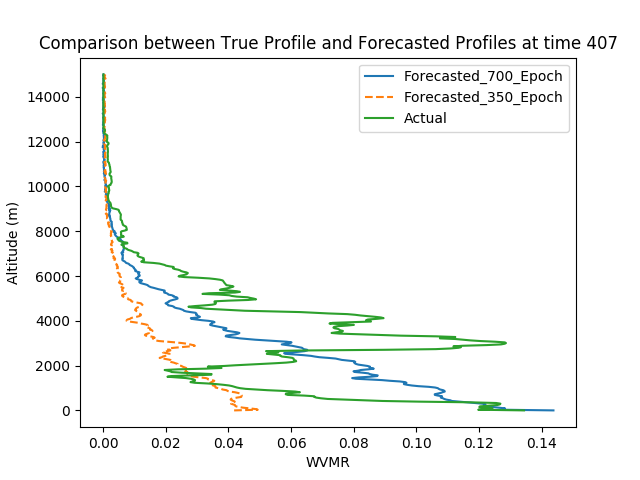 Comparison between True Profile and Forecasted Profiles at time 407
Forecasted_700_Epoch
Forecasted_350_Epoch
Actual
Altitude (m)
14000
12000
10000
8000
6000
4000
2000
0
0.00 0.02 0.04 0.06 0.08 0.10 0.12 0.14
WVMR